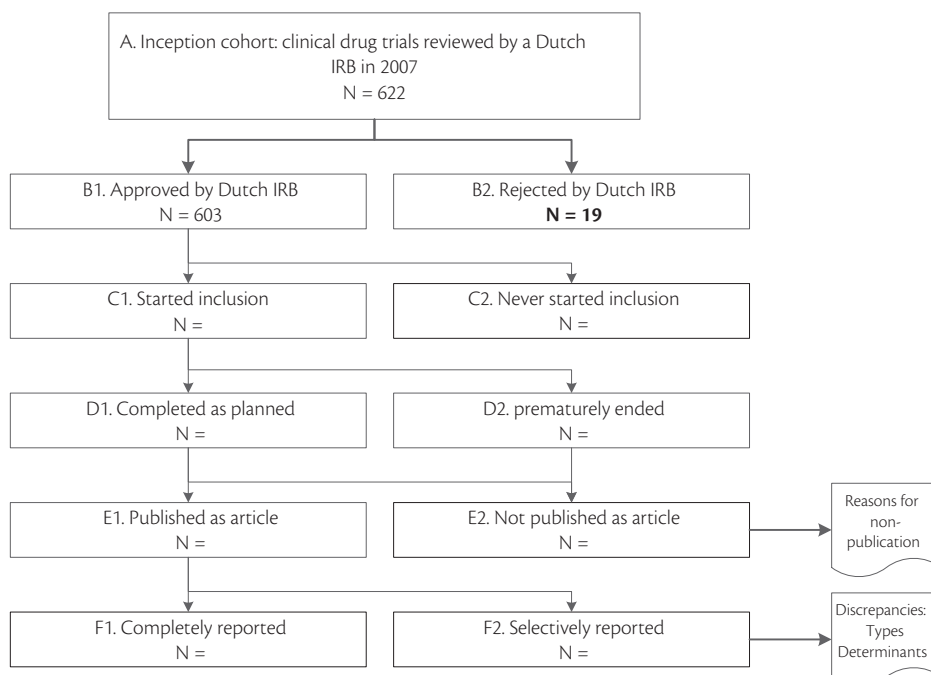 A. Inception cohort: clinical drug trials reviewed by a Dutch
IRB in 2007
N = 622
B1. Approved by Dutch IRB
N = 603
B2. Rejected by Dutch IRB
N = 19
C1. Started inclusion
N =
C2. Never started inclusion
N =
D1. Completed as planned
N =
D2. prematurely ended
N =
E1. Published as article
N =
E2. Not published as article
N =
Reasons for
non-
publication
F1. Completely reported
N =
F2. Selectively reported
N =
Discrepancies:
Types
Determinants